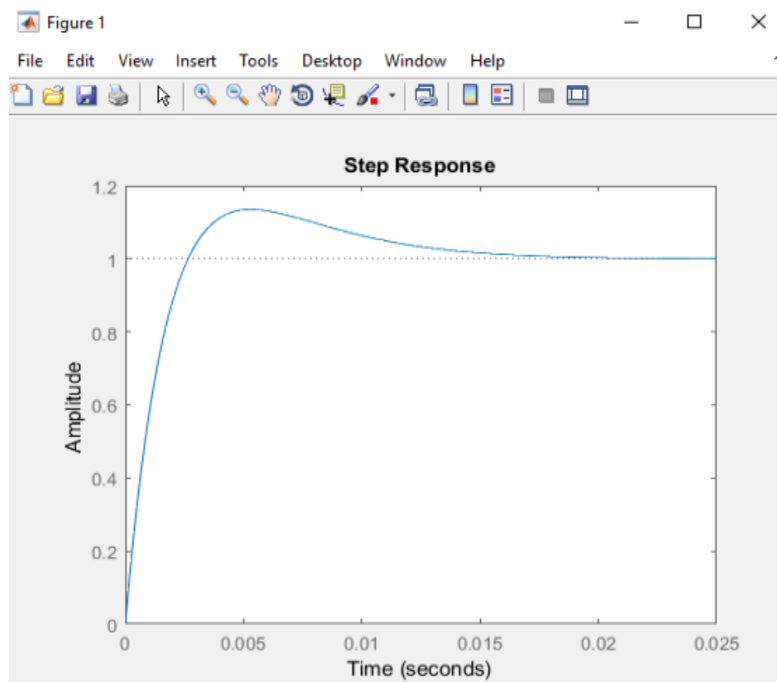 Figure 1
File Edit View Insert Tools Desktop Window Help
Step Response
1.2
1
0.8
0.6
0.4
0.2
0
Amplitude
0 0.005 0.01 0.015 0.02 0.025
Time (seconds)